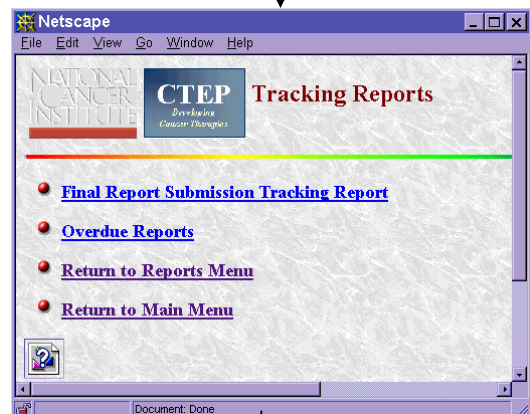 Netscape
File Edit View Go Window Help
NATIONAL
CANCER
INSTITUTE
CTEP
Developing
Cancer Therapies
Tracking Reports
Final Report Submission Tracking Report
Overdue Reports
Return to Reports Menu
Return to Main Menu
Document: Done